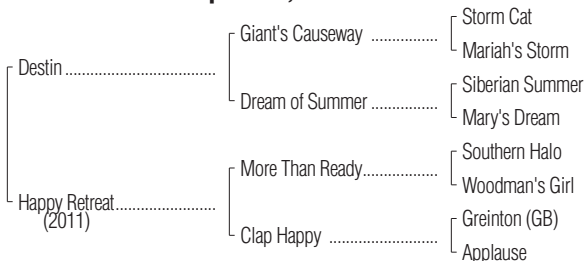 Storm Cat
Giant's Causeway ..................
Mariah's Storm
Destin .......................................
Siberian Summer
Dream of Summer .................
Mary's Dream
Southern Halo
More Than Ready....................
Woodman's Girl
Happy Retreat..........................
(2011)
Greinton (GB)
Clap Happy .............................
Applause